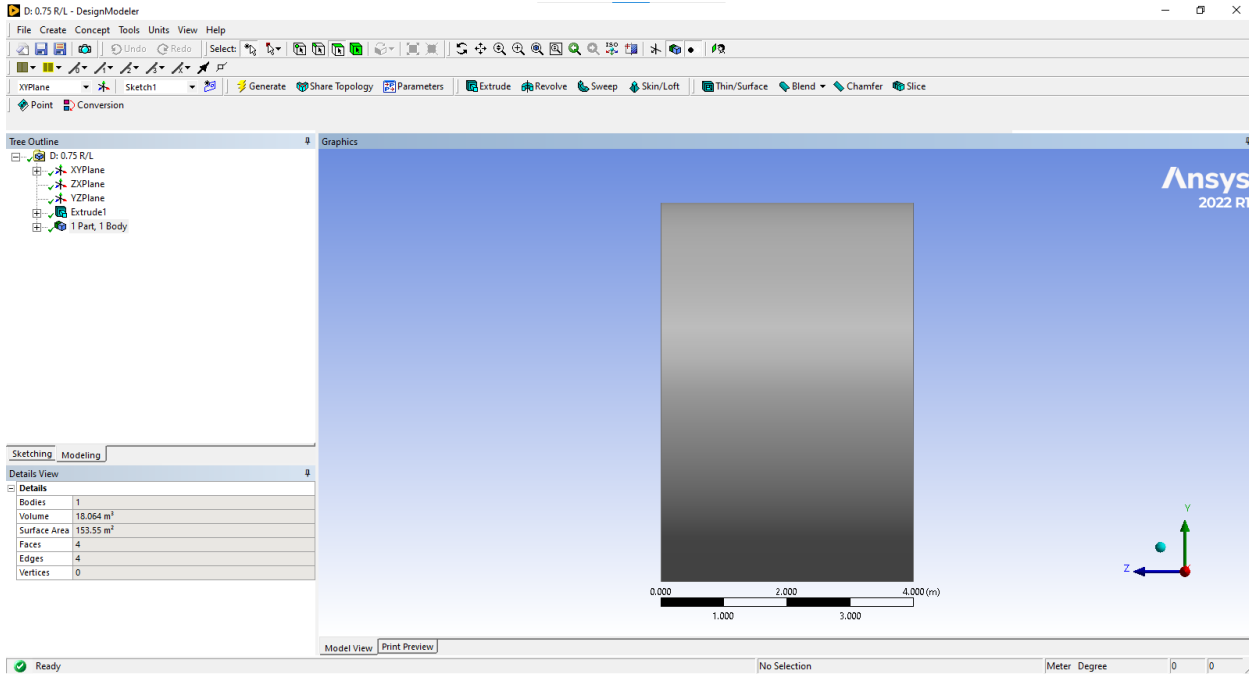 D: 0.75 R/L - DesignModeler
File Create Concept Tools Units View Help
Undo Redo Select: ISO
XYPlane Sketch1 Generate Share Topology Parameters Extrude Revolve Sweep Skin/Loft Thin/Surface Blend Chamfer Slice
Point Conversion
Tree Outline
D: 0.75 R/L
XYPlane
ZXPlane
YZPlane
Extrude1
1 Part, 1 Body
Sketching Modeling
Details View
Details
Bodies 1
Volume 18.064 m³
Surface Area 153.55 m²
Faces 4
Edges 4
Vertices 0
Graphics
Ansys
2022 R1
0.000 2.000 4.000 (m)
1.000 3.000
Y
Z
Model View Print Preview
Ready No Selection Meter Degree 0 0